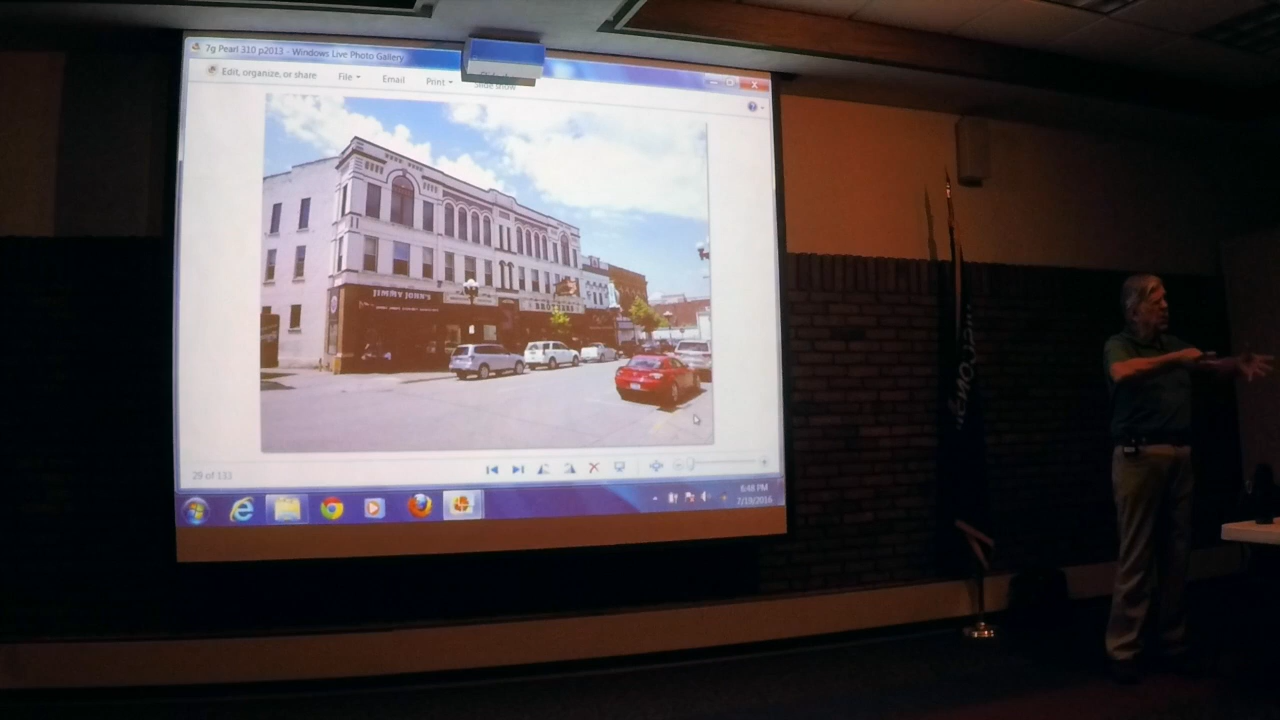 7g Pearl 310 p2013 - Windows Live Photo Gallery
Edit, organize, or share
File
Email
Print
Slide show
JIMMY JOHN'S
BROTHERS
29 of 133
6:48 PM
7/19/2016